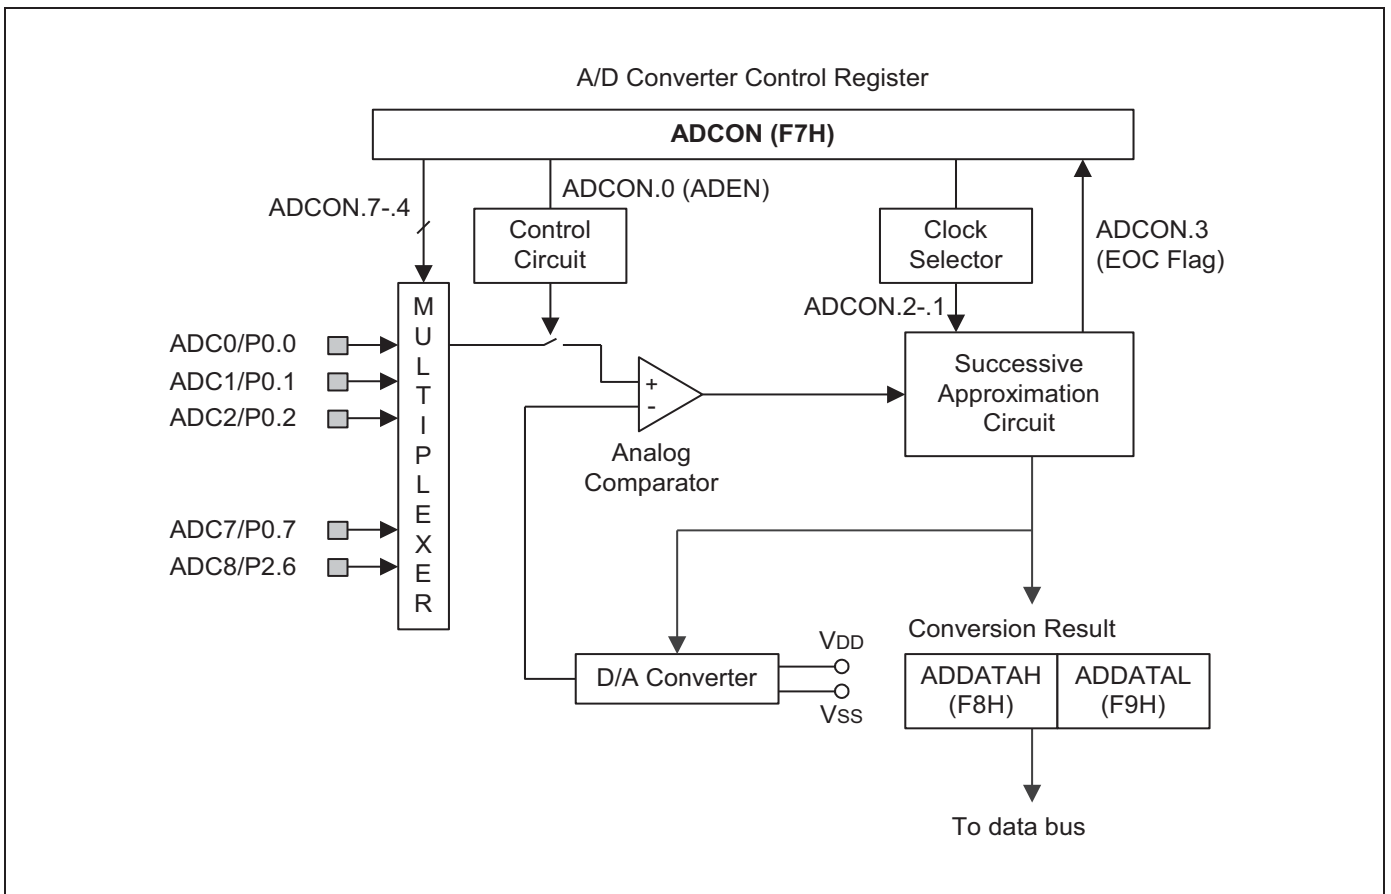 A/D Converter Control Register
ADCON (F7H)
ADCON.7-.4
ADCON.0 (ADEN)
Control
Circuit
Clock
Selector
ADCON.3
(EOC Flag)
ADCON.2-.1
M
U
L
T
I
P
L
E
X
E
R
ADC0/P0.0
ADC1/P0.1
ADC2/P0.2
ADC7/P0.7
ADC8/P2.6
+
-
Analog
Comparator
Successive
Approximation
Circuit
D/A Converter
VDD
VSS
Conversion Result
ADDATAH
(F8H)
ADDATAL
(F9H)
To data bus